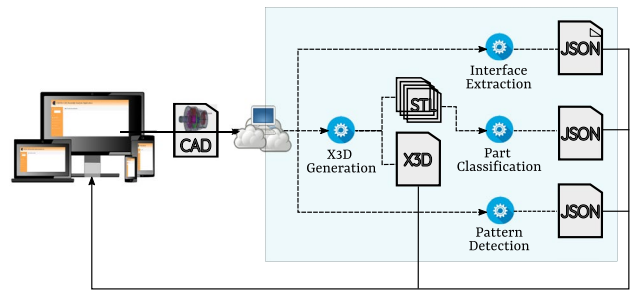 JSON
Interface
Extraction
STL
CAD
X3D
Generation
X3D
Part
Classification
JSON
Pattern
Detection
JSON